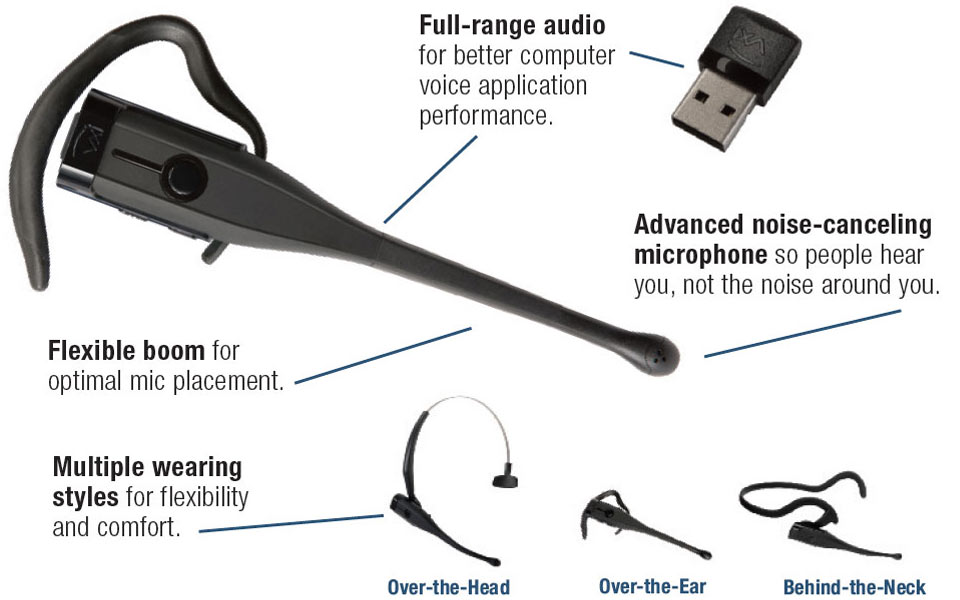 Full-range audio
for better computer
voice application
performance.
VXi
VXi
Advanced noise-canceling
microphone so people hear
you, not the noise around you.
Flexible boom for
optimal mic placement.
Multiple wearing
styles for flexibility
and comfort.
Over-the-Head
Over-the-Ear
Behind-the-Neck